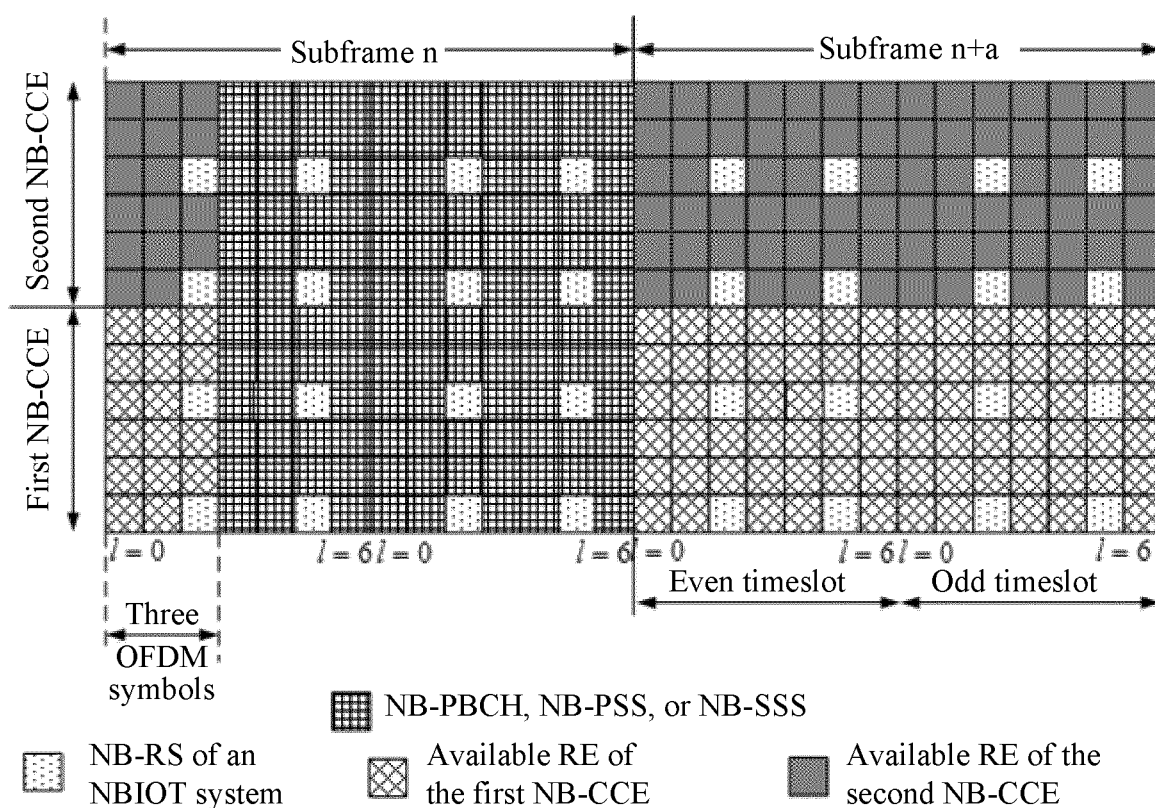 Subframe n
Subframe n+a
Second NB-CCE
First NB-CCE
l = 0
l = 6
l = 0
l = 6
l = 0
l = 6
l = 0
l = 6
Even timeslot
Odd timeslot
Three
OFDM
symbols
NB-PBCH, NB-PSS, or NB-SSS
NB-RS of an
NBIOT system
Available RE of
the first NB-CCE
Available RE of the
second NB-CCE